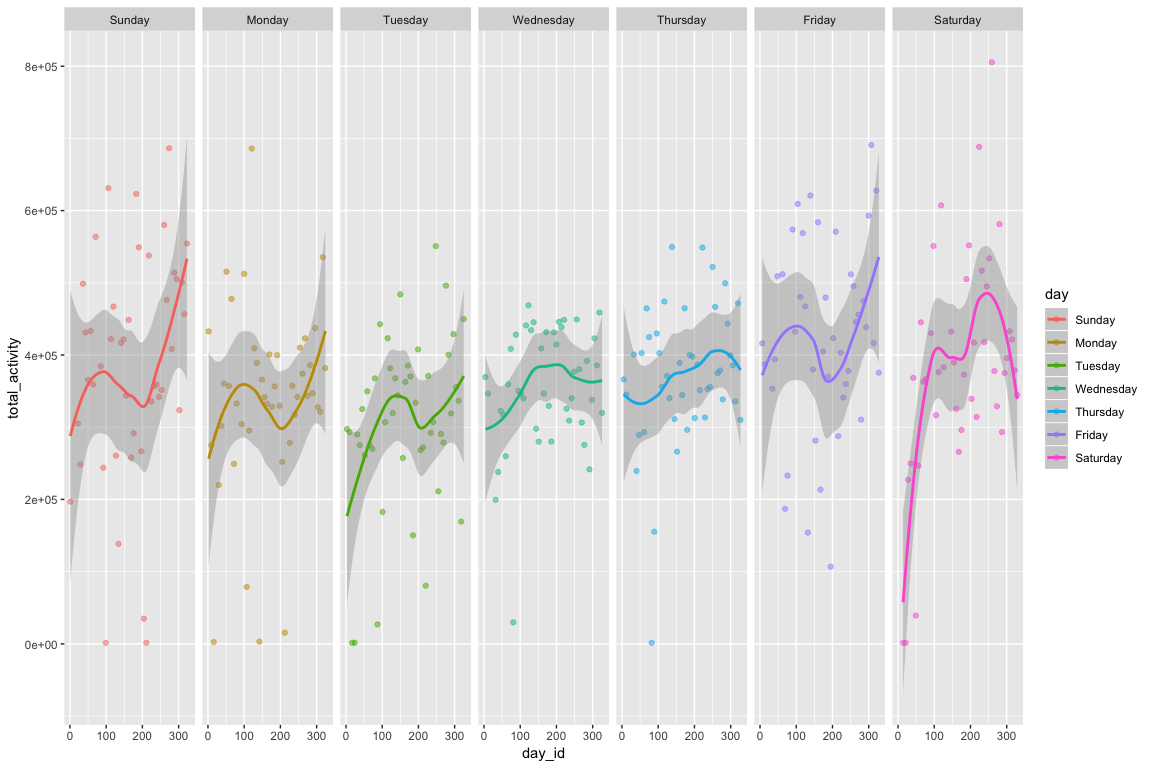 Sunday Monday Tuesday Wednesday Thursday Friday Saturday
8e+05
6e+05
4e+05
2e+05
0e+00
total_activity
0 100 200 300 0 100 200 300 0 100 200 300 0 100 200 300 0 100 200 300 0 100 200 300 0 100 200 300
day_id
day
Sunday
Monday
Tuesday
Wednesday
Thursday
Friday
Saturday